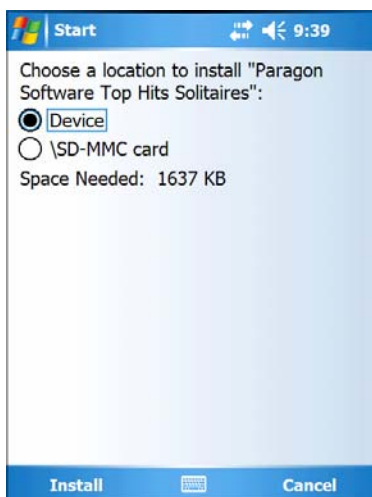 Start 9:39
Choose a location to install "Paragon
Software Top Hits Solitaires":
Device
\SD-MMC card
Space Needed: 1637 KB
Install Cancel